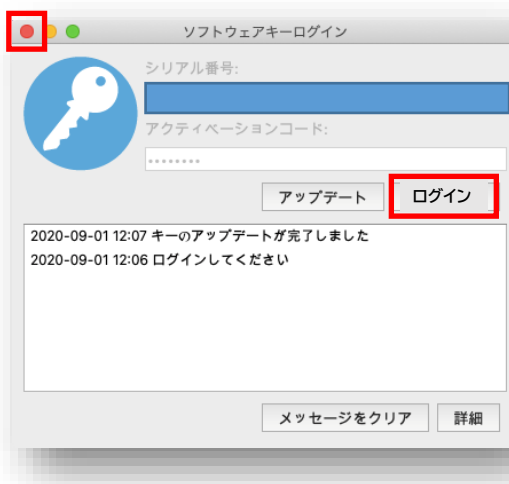 ソフトウェアキーログイン
シリアル番号:
アクティベーションコード:
••••••••
アップデート ログイン
2020-09-01 12:07 キーのアップデートが完了しました
2020-09-01 12:06 ログインしてください
メッセージをクリア 詳細